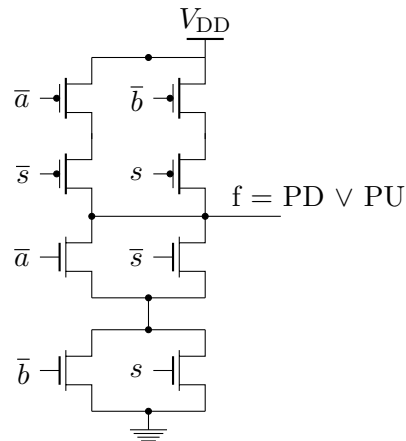 V_DD
a̅ b̅
s̅ s
f = PD ∨ PU
a̅ s̅
b̅ s